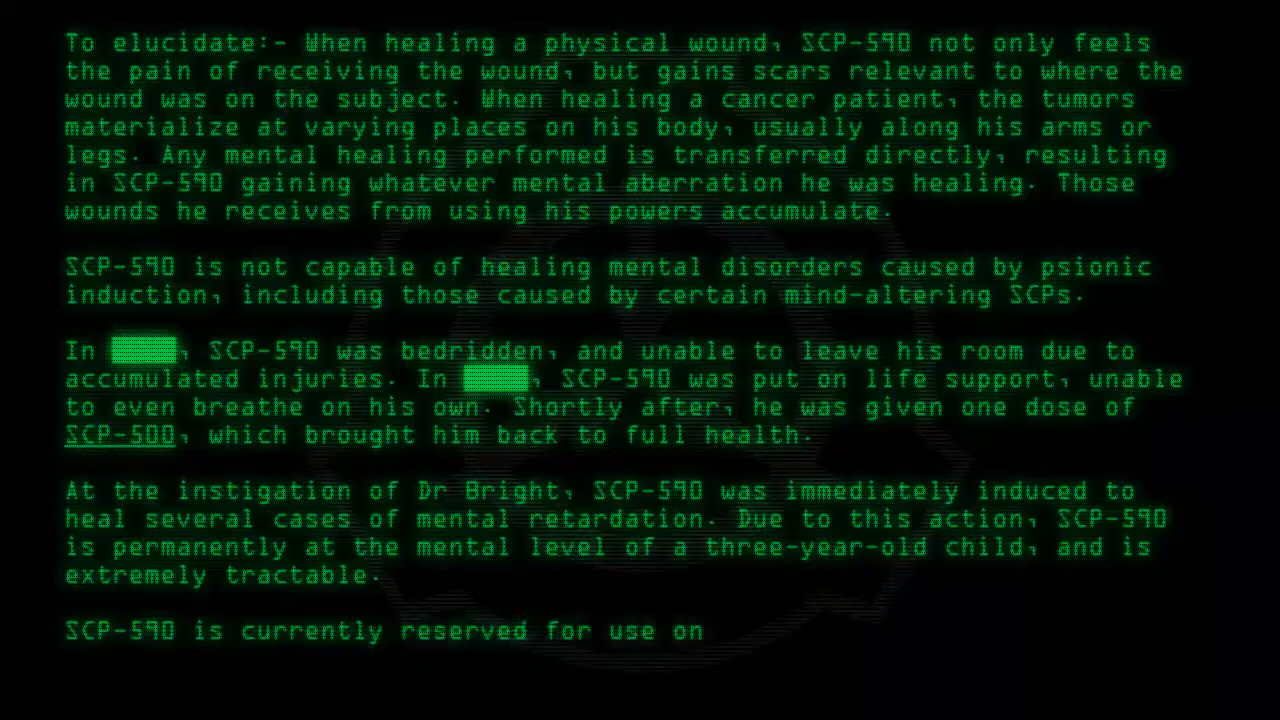 To elucidate:- When healing a physical wound, SCP-590 not only feels
the pain of receiving the wound, but gains scars relevant to where the
wound was on the subject. When healing a cancer patient, the tumors
materialize at varying places on his body, usually along his arms or
legs. Any mental healing performed is transferred directly, resulting
in SCP-590 gaining whatever mental aberration he was healing. Those
wounds he receives from using his powers accumulate.
SCP-590 is not capable of healing mental disorders caused by psionic
induction, including those caused by certain mind-altering SCPs.
In ████, SCP-590 was bedridden, and unable to leave his room due to
accumulated injuries. In ████, SCP-590 was put on life support, unable
to even breathe on his own. Shortly after, he was given one dose of
SCP-500, which brought him back to full health.
At the instigation of Dr Bright, SCP-590 was immediately induced to
heal several cases of mental retardation. Due to this action, SCP-590
is permanently at the mental level of a three-year-old child, and is
extremely tractable.
SCP-590 is currently reserved for use on